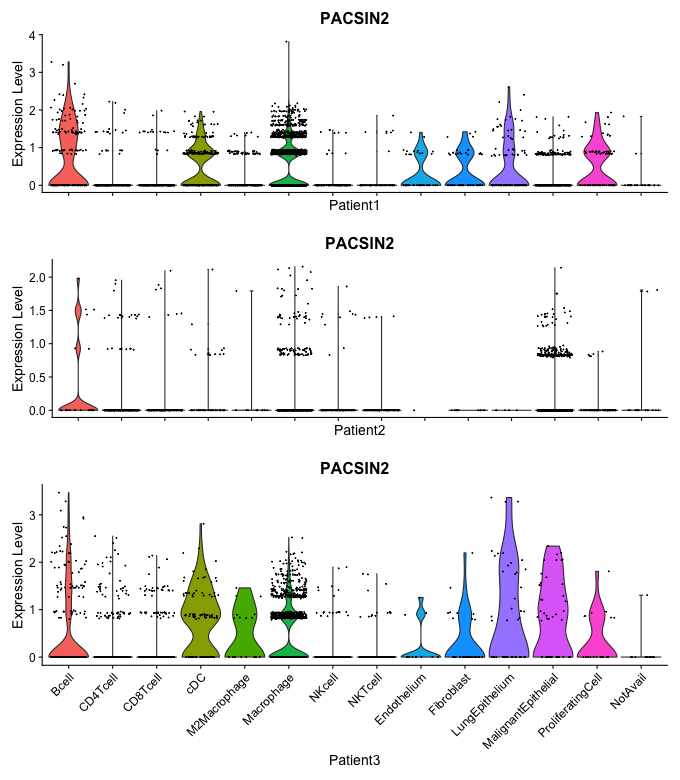 PACSIN2
4
3
2
1
0
Expression Level
Patient1
PACSIN2
2.0
1.5
1.0
0.5
0.0
Expression Level
Patient2
PACSIN2
3
2
1
0
Expression Level
Bcell
CD4Tcell
CD8Tcell
cDC
M2Macrophage
Macrophage
NKcell
NKTcell
Endothelium
Fibroblast
LungEpithelium
MalignantEpithelial
ProliferatingCell
NotAvail
Patient3